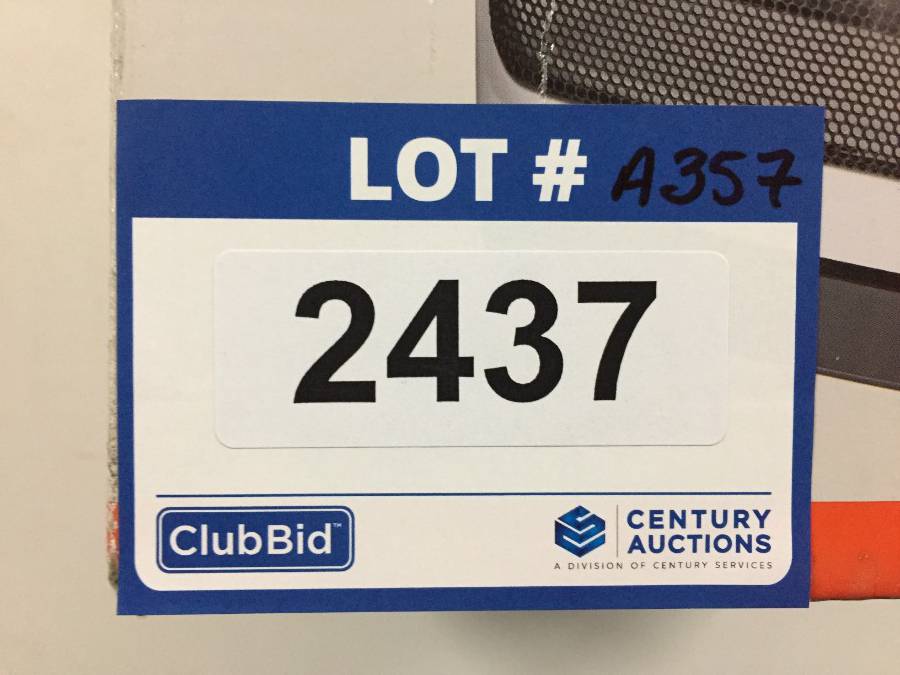 LOT # A357
2437
ClubBid™
CENTURY
AUCTIONS
A DIVISION OF CENTURY SERVICES